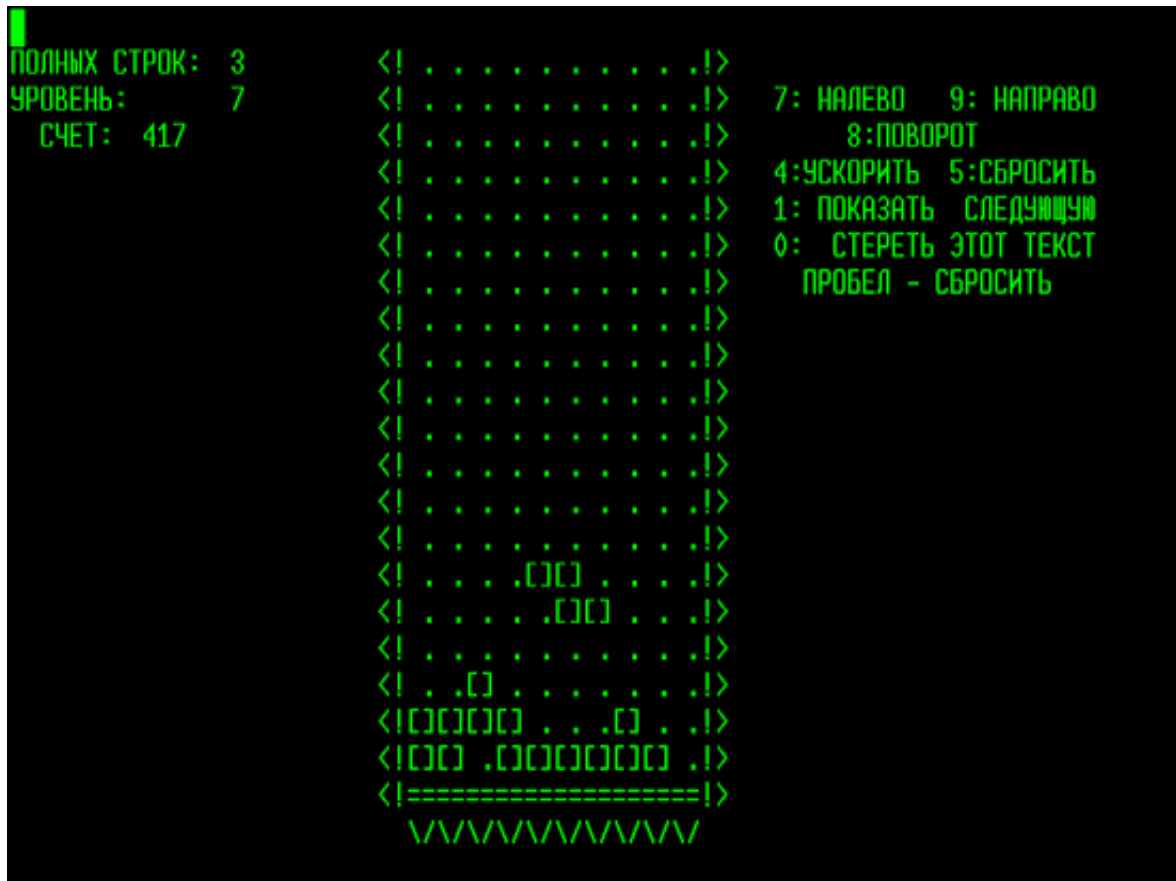 ПОЛНЫХ СТРОК: 3 <! . . . . . . . . . .!>
УРОВЕНЬ: 7 <! . . . . . . . . . .!> 7: НАЛЕВО 9: НАПРАВО
СЧЕТ: 417 <! . . . . . . . . . .!> 8:ПОВОРОТ
<! . . . . . . . . . .!> 4:УСКОРИТЬ 5:СБРОСИТЬ
<! . . . . . . . . . .!> 1: ПОКАЗАТЬ СЛЕДУЮЩУЮ
<! . . . . . . . . . .!> 0: СТЕРЕТЬ ЭТОТ ТЕКСТ
<! . . . . . . . . . .!> ПРОБЕЛ - СБРОСИТЬ
<! . . . . . . . . . .!>
<! . . . . . . . . . .!>
<! . . . . . . . . . .!>
<! . . . . . . . . . .!>
<! . . . . . . . . . .!>
<! . . . . . . . . . .!>
<! . . . . . . . . . .!>
<! . . . .[][] . . . .!>
<! . . . . .[][] . . .!>
<! . . . . . . . . . .!>
<! . .[] . . . . . . .!>
<![][][][] . . .[] . .!>
<![][] .[][][][][][] .!>
<!====================!>
\/\/\/\/\/\/\/\/\/\/